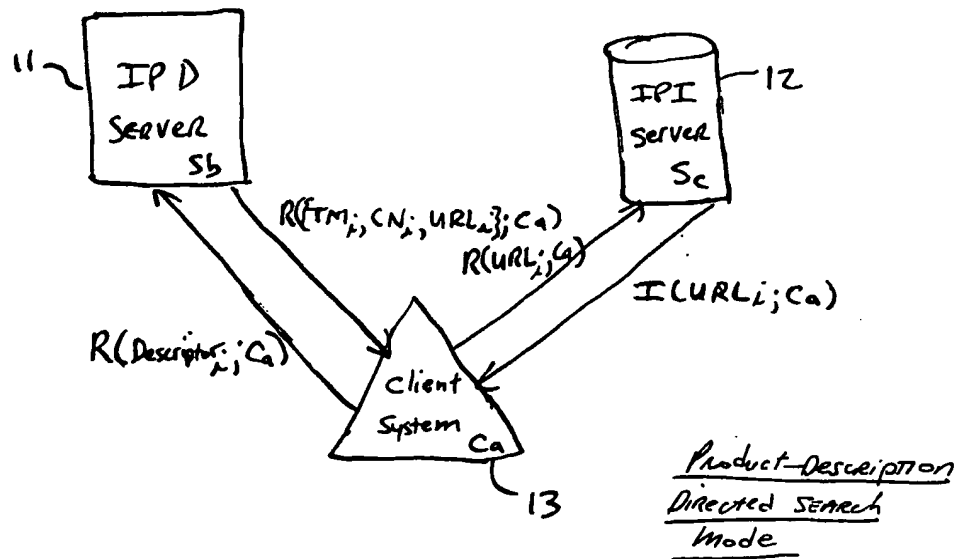 11
IPD
SERVER
Sb
12
IPI
Server
Sc
R({TMi, CNi, URLi}; Ca)
R(URLi; Ca)
I(URLi; Ca)
R(Descriptori; Ca)
Client
System
Ca
13
Product-Description
Directed SEARCH
Mode